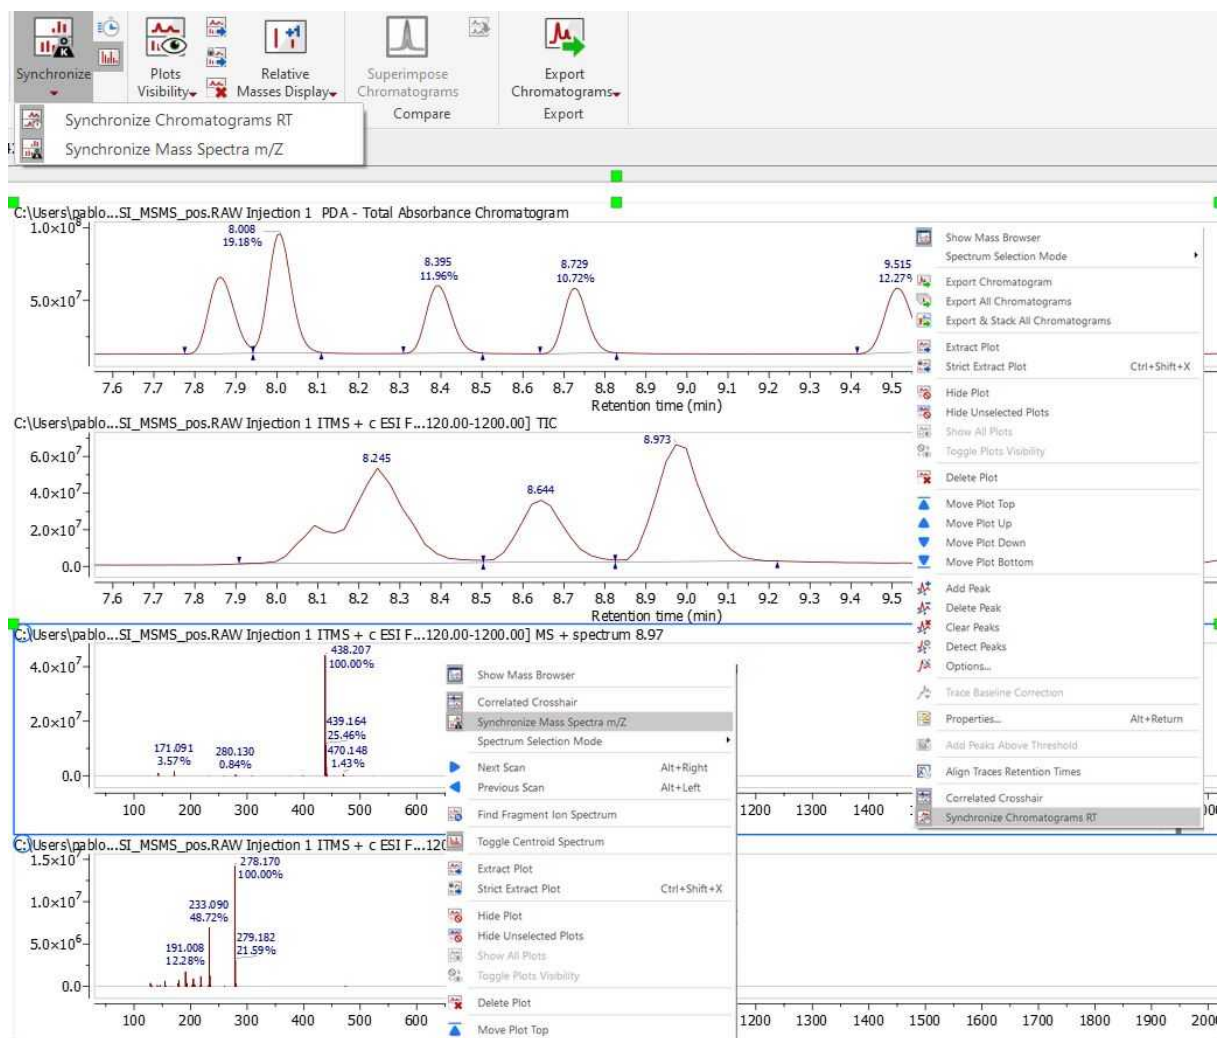 Synchronize
Plots
Visibility
Relative
Masses Display
Superimpose
Chromatograms
Compare
Export
Chromatograms
Export
Synchronize Chromatograms RT
Synchronize Mass Spectra m/Z
C:\Users\pablo...SI_MSMS_pos.RAW Injection 1 PDA - Total Absorbance Chromatogram
1.0×10⁸
5.0×10⁷
8.008
19.18%
8.395
11.96%
8.729
10.72%
9.515
12.27%
7.6 7.7 7.8 7.9 8.0 8.1 8.2 8.3 8.4 8.5 8.6 8.7 8.8 8.9 9.0 9.1 9.2 9.3 9.4 9.5
Retention time (min)
C:\Users\pablo...SI_MSMS_pos.RAW Injection 1 ITMS + c ESI F...120.00-1200.00] TIC
6.0×10⁷
4.0×10⁷
2.0×10⁷
0.0
8.245
8.644
8.973
7.6 7.7 7.8 7.9 8.0 8.1 8.2 8.3 8.4 8.5 8.6 8.7 8.8 8.9 9.0 9.1 9.2 9.3 9.4 9.5
Retention time (min)
C:\Users\pablo...SI_MSMS_pos.RAW Injection 1 ITMS + c ESI F...120.00-1200.00] MS + spectrum 8.97
4.0×10⁷
2.0×10⁷
0.0
438.207
100.00%
439.164
25.46%
470.148
1.43%
171.091
3.57%
280.130
0.84%
100 200 300 400 500 600 1200 1300 1400
C:\Users\pablo...SI_MSMS_pos.RAW Injection 1 ITMS + c ESI F...120
1.5×10⁷
1.0×10⁷
5.0×10⁶
0.0
278.170
100.00%
233.090
48.72%
279.182
21.59%
191.008
12.28%
100 200 300 400 500 600 1200 1300 1400 1500 1600 1700 1800 1900
Show Mass Browser
Correlated Crosshair
Synchronize Mass Spectra m/Z
Spectrum Selection Mode
Next Scan Alt+Right
Previous Scan Alt+Left
Find Fragment Ion Spectrum
Toggle Centroid Spectrum
Extract Plot
Strict Extract Plot Ctrl+Shift+X
Hide Plot
Hide Unselected Plots
Show All Plots
Toggle Plots Visibility
Delete Plot
Move Plot Top
Show Mass Browser
Spectrum Selection Mode
Export Chromatogram
Export All Chromatograms
Export & Stack All Chromatograms
Extract Plot
Strict Extract Plot Ctrl+Shift+X
Hide Plot
Hide Unselected Plots
Show All Plots
Toggle Plots Visibility
Delete Plot
Move Plot Top
Move Plot Up
Move Plot Down
Move Plot Bottom
Add Peak
Delete Peak
Clear Peaks
Detect Peaks
Options...
Trace Baseline Correction
Properties... Alt+Return
Add Peaks Above Threshold
Align Traces Retention Times
Correlated Crosshair
Synchronize Chromatograms RT